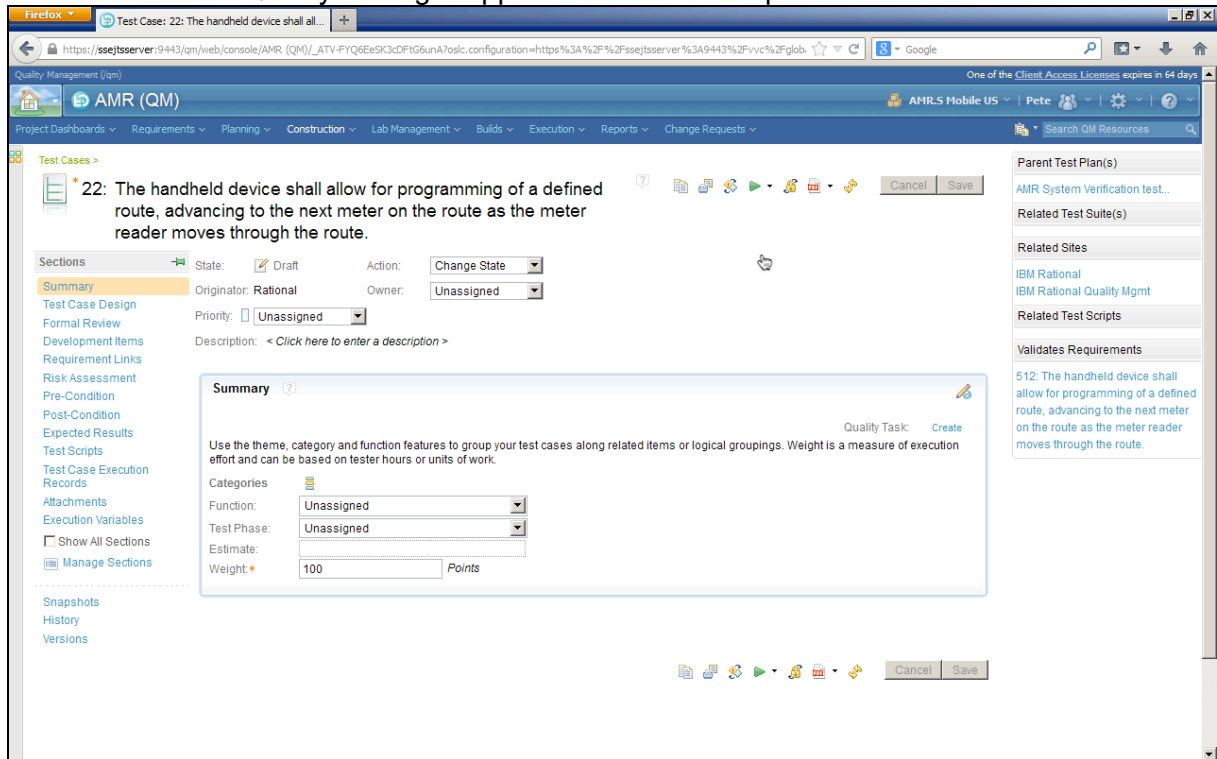 Firefox
Test Case: 22: The handheld device shall all...
https://ssejtsserver:9443/qm/web/console/AMR (QM)/_ATV-FYQ6EeSK3cDFtG6unA?oslc.configuration=https%3A%2F%2Fssejtsserver%3A9443%2Fvvc%2Fglob
Google
Quality Management (/qm)
One of the Client Access Licenses expires in 64 days
AMR (QM)
AMR.S Mobile US
Pete
Project Dashboards
Requirements
Planning
Construction
Lab Management
Builds
Execution
Reports
Change Requests
Search QM Resources
Test Cases >
* 22: The handheld device shall allow for programming of a defined
route, advancing to the next meter on the route as the meter
reader moves through the route.
Cancel Save
Sections
Summary
Test Case Design
Formal Review
Development Items
Requirement Links
Risk Assessment
Pre-Condition
Post-Condition
Expected Results
Test Scripts
Test Case Execution
Records
Attachments
Execution Variables
Show All Sections
Manage Sections
Snapshots
History
Versions
State: Draft Action: Change State
Originator: Rational Owner: Unassigned
Priority: Unassigned
Description: < Click here to enter a description >
Summary
Quality Task: Create
Use the theme, category and function features to group your test cases along related items or logical groupings. Weight is a measure of execution
effort and can be based on tester hours or units of work.
Categories
Function: Unassigned
Test Phase: Unassigned
Estimate:
Weight:* 100 Points
Cancel Save
Parent Test Plan(s)
AMR System Verification test...
Related Test Suite(s)
Related Sites
IBM Rational
IBM Rational Quality Mgmt
Related Test Scripts
Validates Requirements
512: The handheld device shall
allow for programming of a defined
route, advancing to the next meter
on the route as the meter reader
moves through the route.